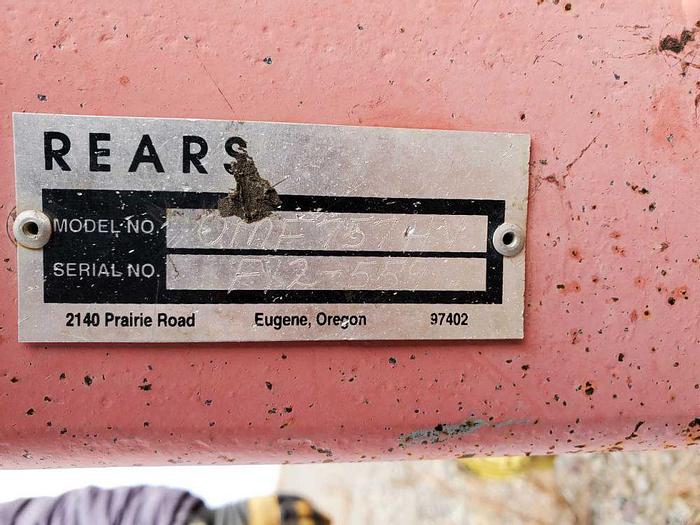 REARS
MODEL NO.
SERIAL NO.
2140 Prairie Road Eugene, Oregon 97402